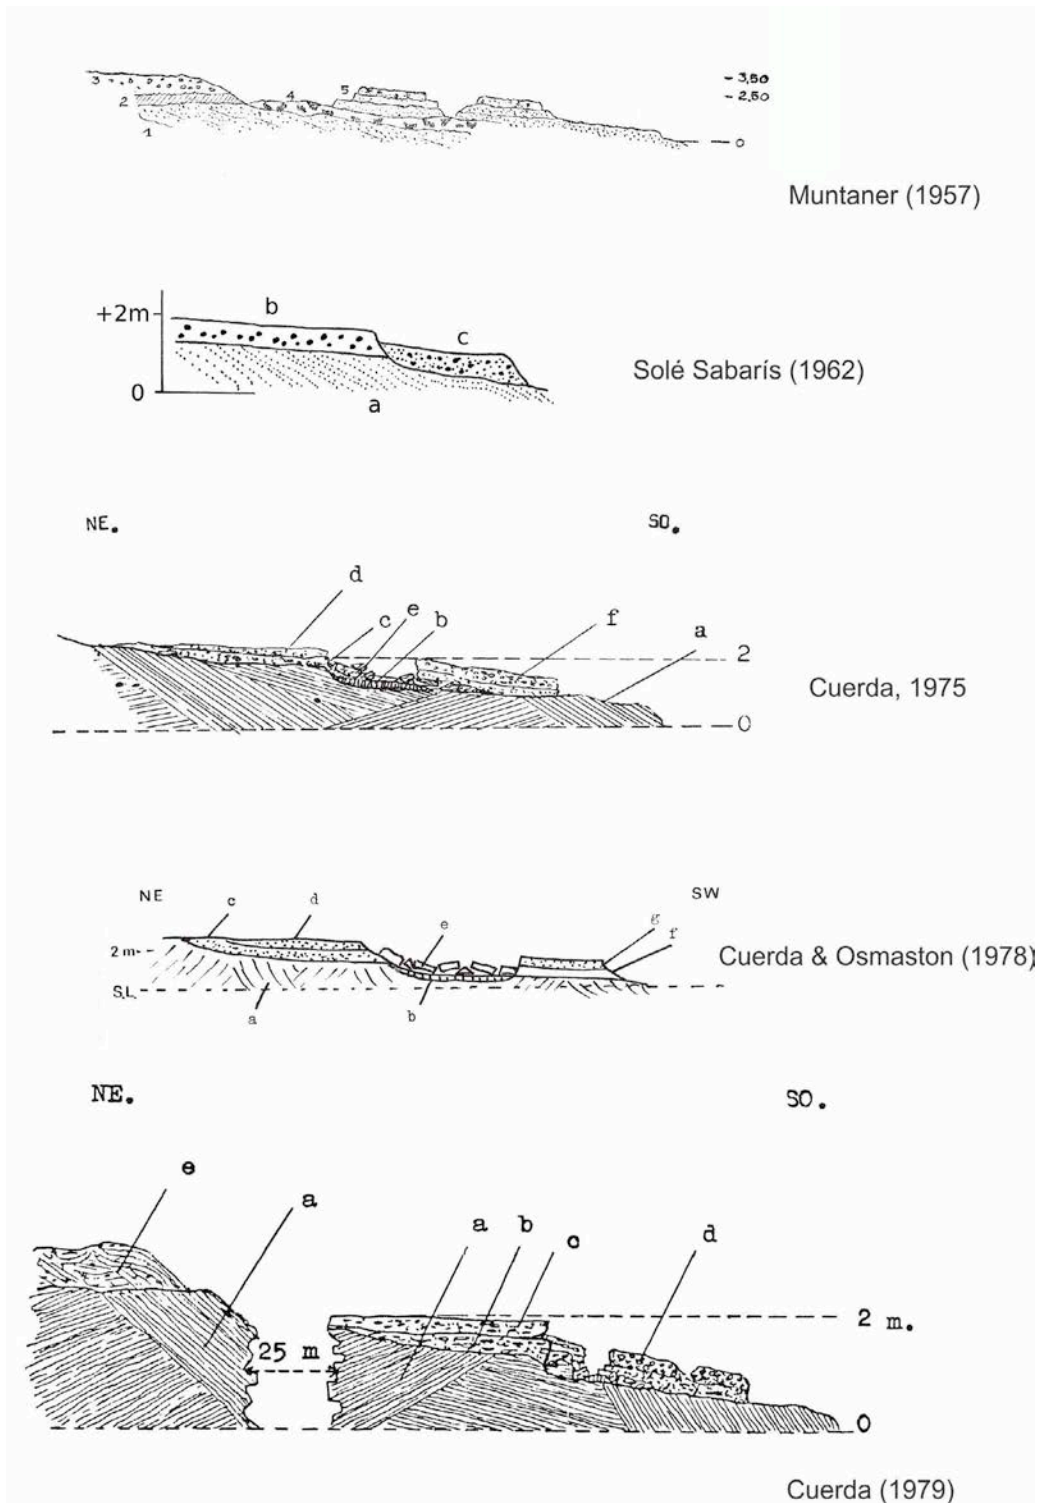 3
2
1
4
5
- 3,50
- 2,50
- 0
Muntaner (1957)
+2m
b
c
0
a
Solé Sabarís (1962)
NE.
SO.
d
c
e
b
f
a
2
0
Cuerda, 1975
NE
SW
c
d
e
g
f
2 m-
S.L.
a
b
Cuerda & Osmaston (1978)
NE.
SO.
e
a
a
b
c
d
2 m.
25 m
0
Cuerda (1979)